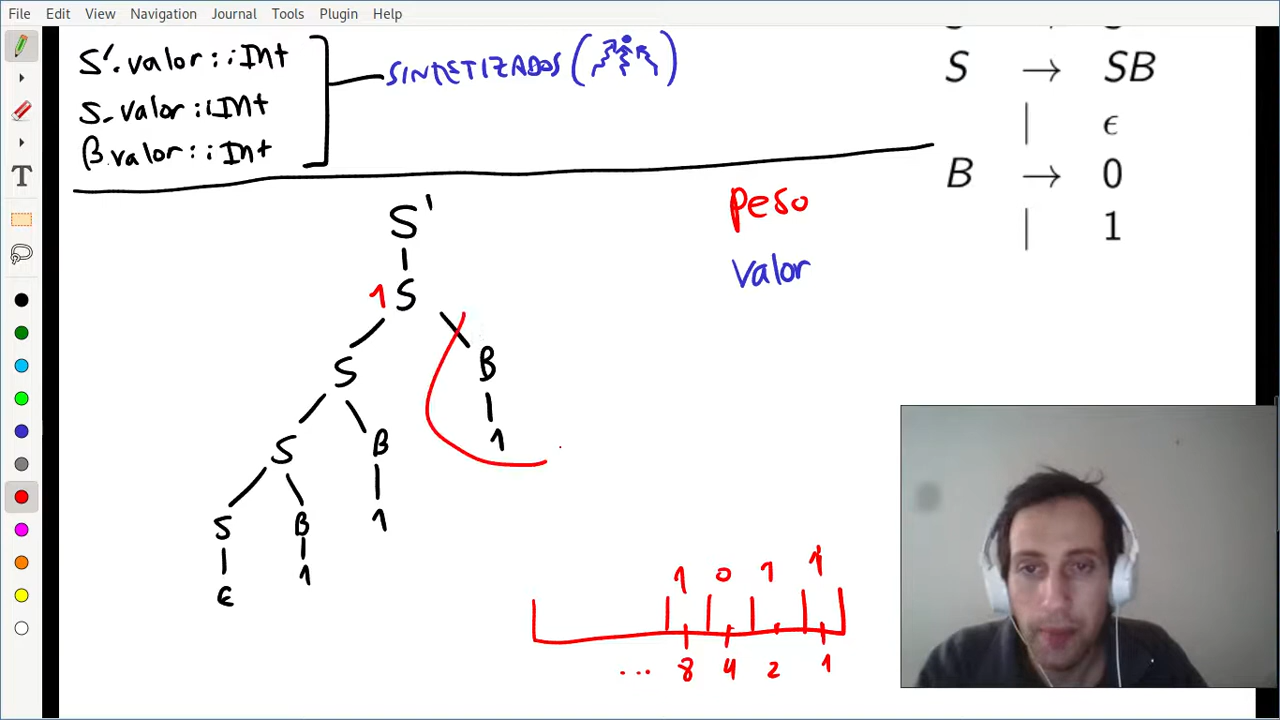 File Edit View Navigation Journal Tools Plugin Help
S'.valor::Int
S.valor::Int
B.valor::Int
SINTETIZADOS ( )
S → SB
| ϵ
B → 0
| 1
T
S'
peso
valor
1 S
S B
S B 1
S B 1
ϵ 1
1 0 1 1
... 8 4 2 1